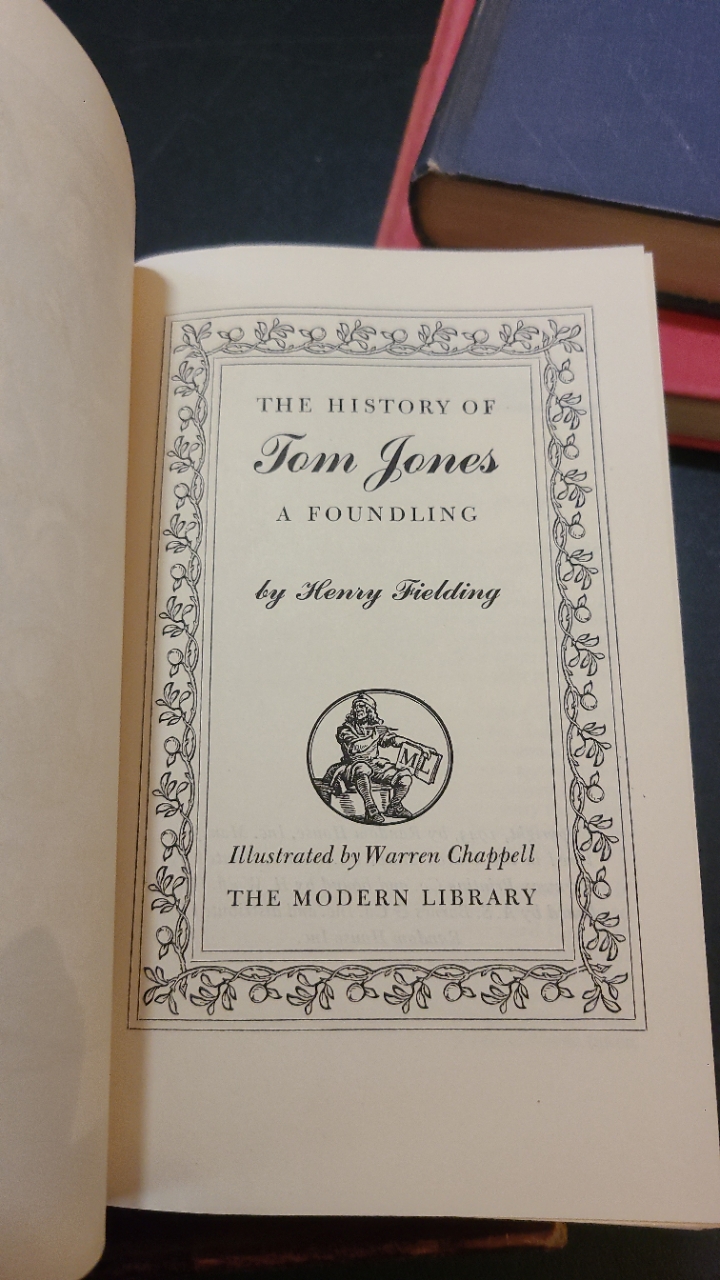 THE HISTORY OF
Tom Jones
A FOUNDLING
by Henry Fielding
ML
Illustrated by Warren Chappell
THE MODERN LIBRARY